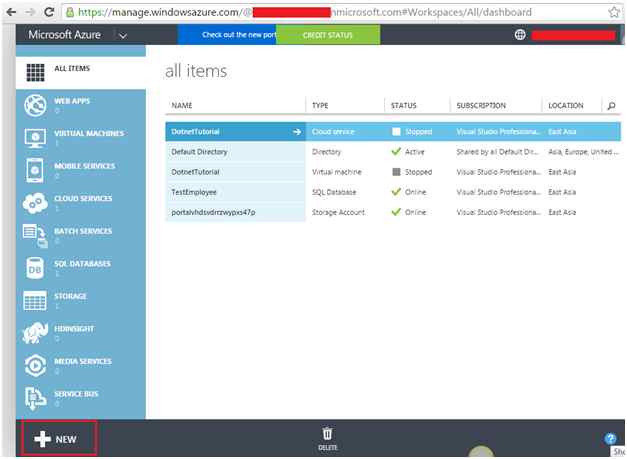 https://manage.windowsazure.com/@ nmicrosoft.com#Workspaces/All/dashboard
Microsoft Azure Check out the new port CREDIT STATUS
ALL ITEMS
WEB APPS
0
VIRTUAL MACHINES
1
MOBILE SERVICES
0
CLOUD SERVICES
1
BATCH SERVICES
0
SQL DATABASES
1
STORAGE
1
HDINSIGHT
0
MEDIA SERVICES
0
SERVICE BUS
0
all items
NAME TYPE STATUS SUBSCRIPTION LOCATION
DotnetTutorial Cloud service Stopped Visual Studio Professiona... East Asia
Default Directory Directory Active Shared by all Default Dir... Asia, Europe, United ...
DotnetTutorial Virtual machine Stopped Visual Studio Professiona... East Asia
TestEmployee SQL Database Online Visual Studio Professiona... East Asia
Storage Account Online Visual Studio Professiona... East Asia
NEW
DELETE
?
Sho